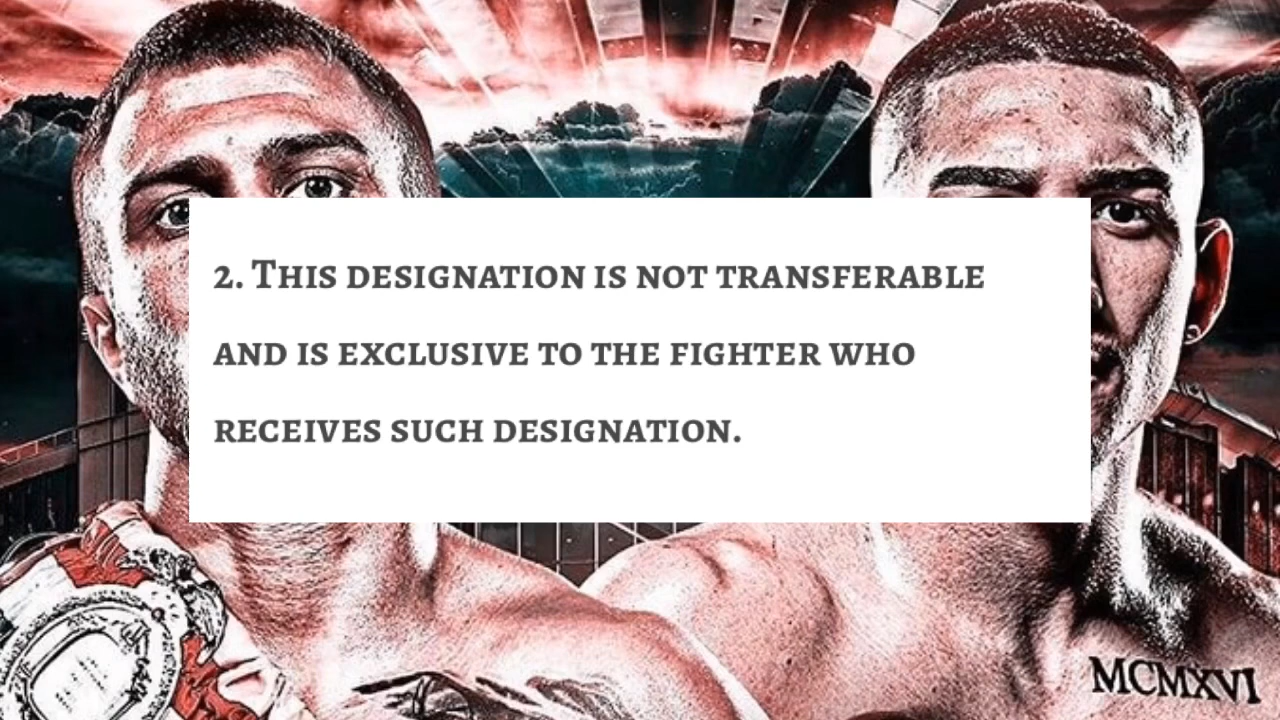 2. This designation is not transferable
and is exclusive to the fighter who
receives such designation.
MCMXVI